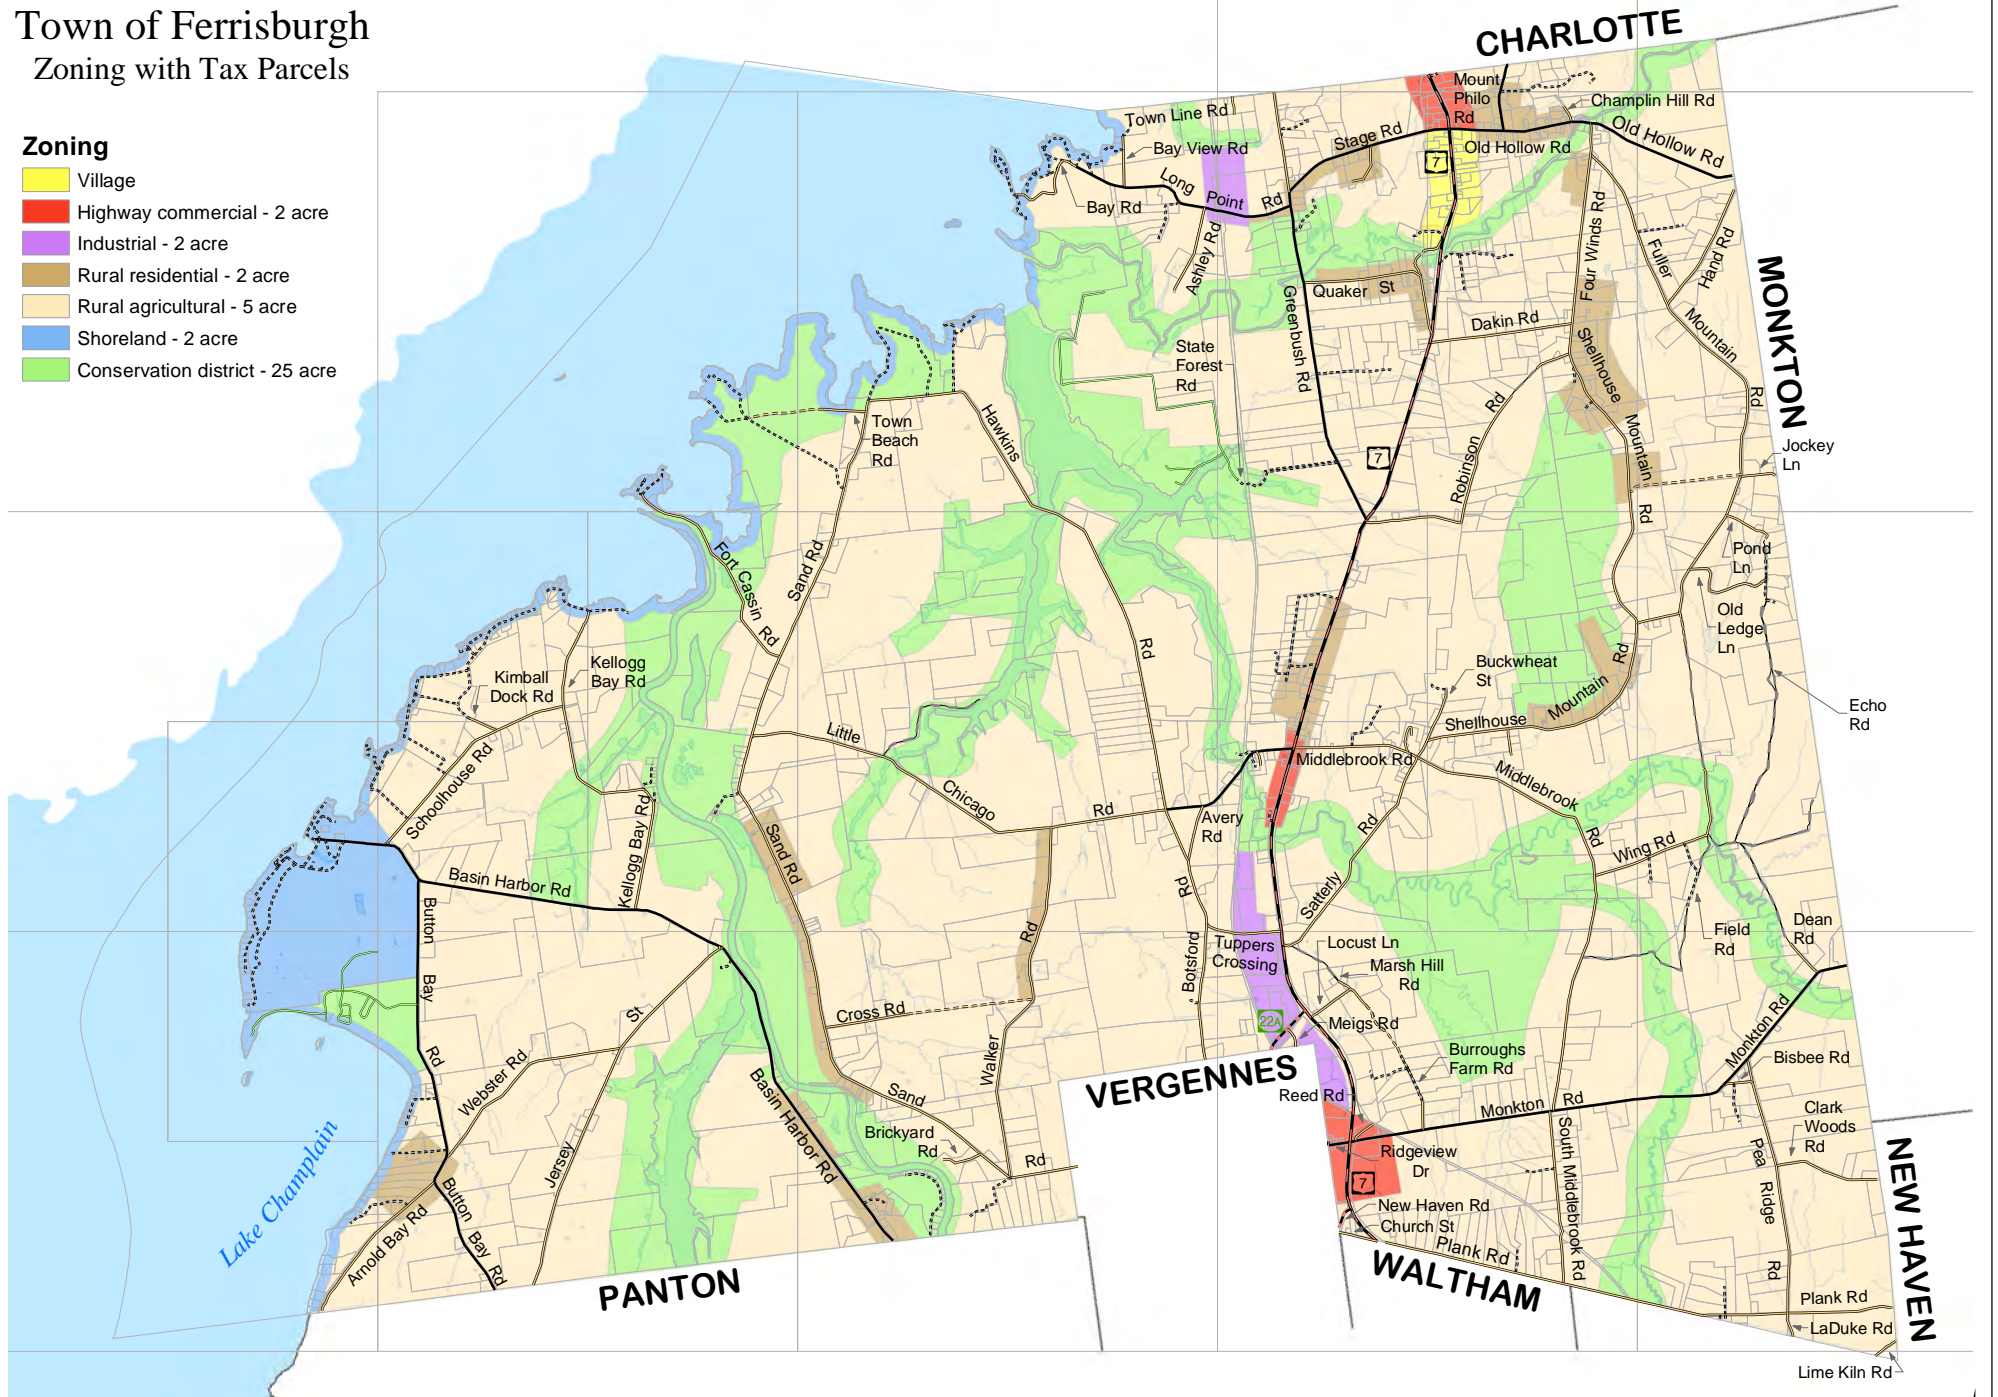 Town of Ferrisburgh
Zoning with Tax Parcels
Zoning
Village
Highway commercial - 2 acre
Industrial - 2 acre
Rural residential - 2 acre
Rural agricultural - 5 acre
Shoreland - 2 acre
Conservation district - 25 acre
CHARLOTTE
Mount
Philo
Rd
Champlin Hill Rd
Town Line Rd
Stage Rd
Old Hollow Rd
Old Hollow Rd
Bay View Rd
7
Long
Point
Rd
Bay Rd
Ashley Rd
Four Winds Rd
Fuller
Hand Rd
MONKTON
Quaker St
Greenbush Rd
Dakin Rd
Shellhouse
Mountain
Rd
Mountain
Rd
State
Forest
Rd
Town
Beach
Rd
Hawkins
Rd
Robinson
Rd
7
Jockey
Ln
Pond
Ln
Old
Ledge
Ln
Echo
Rd
Fort Cassin Rd
Sand Rd
Kimball
Dock Rd
Kellogg
Bay Rd
Buckwheat
St
Shellhouse
Mountain
Rd
Little
Chicago
Rd
Schoolhouse Rd
Middlebrook Rd
Middlebrook
Rd
Avery
Rd
Kellogg Bay Rd
Sand Rd
Basin Harbor Rd
Rd
Wing Rd
Satterly
Rd
Button
Bay
Rd
Rd
Botsford
Tuppers
Crossing
Locust Ln
Marsh Hill
Rd
Field
Rd
Dean
Rd
St
Cross Rd
22A
Meigs Rd
Monkton Rd
Webster Rd
Walker
Burroughs
Farm Rd
Bisbee Rd
VERGENNES
Basin Harbor Rd
Sand
Rd
Reed Rd
Monkton
Rd
Clark
Woods
Rd
Brickyard
Rd
Jersey
Ridgeview
Dr
Lake Champlain
7
South Middlebrook Rd
Pea
Ridge
Rd
NEW HAVEN
Button
Bay
Rd
Arnold Bay Rd
New Haven Rd
Church St
Plank Rd
PANTON
WALTHAM
Plank Rd
LaDuke Rd
Lime Kiln Rd